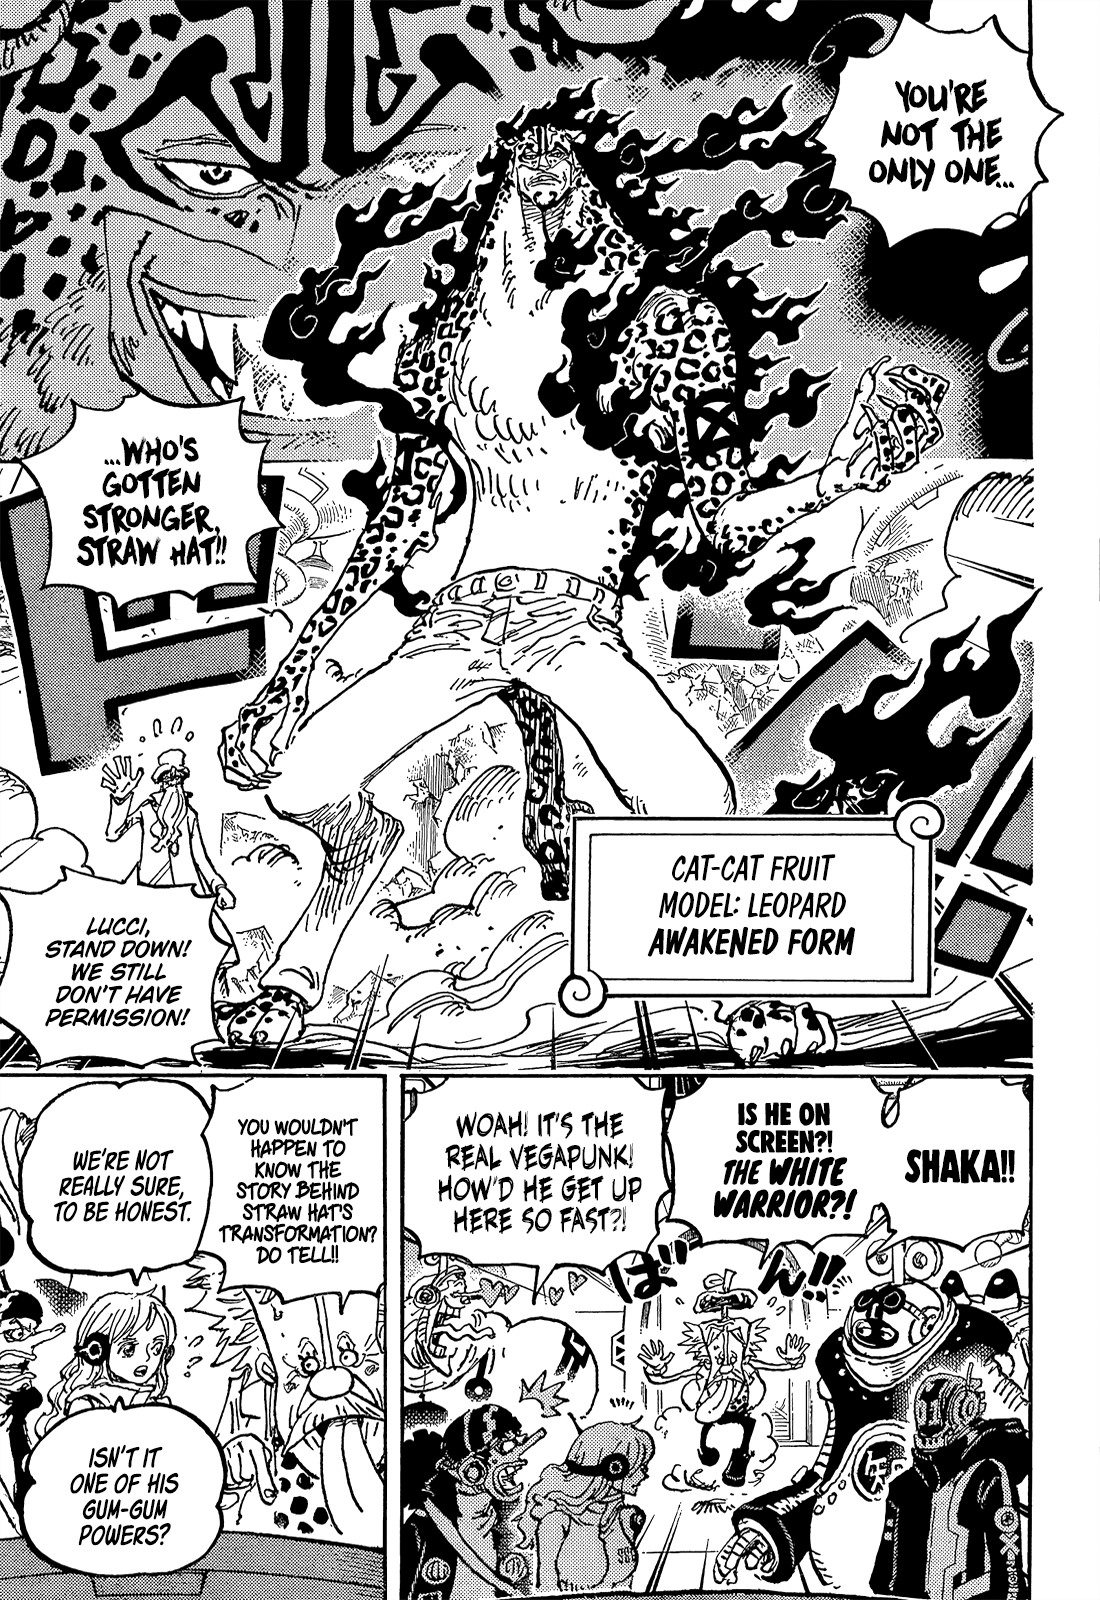 YOU'RE
NOT THE
ONLY ONE...
...WHO'S
GOTTEN
STRONGER,
STRAW HAT!!
CAT-CAT FRUIT
MODEL: LEOPARD
AWAKENED FORM
LUCCI,
STAND DOWN!
WE STILL
DON'T HAVE
PERMISSION!
SHAKA!!
IS HE ON
SCREEN?!
THE WHITE
WARRIOR?!
WOAH! IT'S THE
REAL VEGAPUNK!
HOW'D HE GET UP
HERE SO FAST?!
ばん!!
YOU WOULDN'T
HAPPEN TO
KNOW THE
STORY BEHIND
STRAW HAT'S
TRANSFORMATION?
DO TELL!!
WE'RE NOT
REALLY SURE,
TO BE HONEST.
ISN'T IT
ONE OF HIS
GUM-GUM
POWERS?